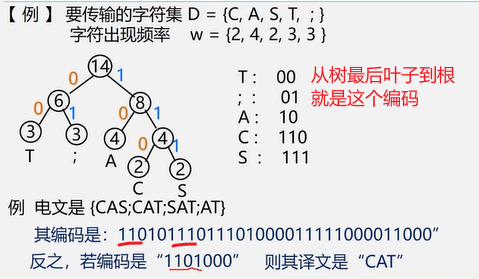 【 例 】 要传输的字符集 D = {C, A, S, T, ; }
字符出现频率 w = {2, 4, 2, 3, 3 }
14
0 1
6 8
0 1 0 1
3 3 4 4
T ; A 0 1
2 2
C S
T : 00
; : 01
A : 10
C : 110
S : 111
从树最后叶子到根
就是这个编码
例 电文是 {CAS;CAT;SAT;AT}
其编码是: 11010111011101000011111000011000”
反之，若编码是 “1101000” 则其译文是 “CAT”